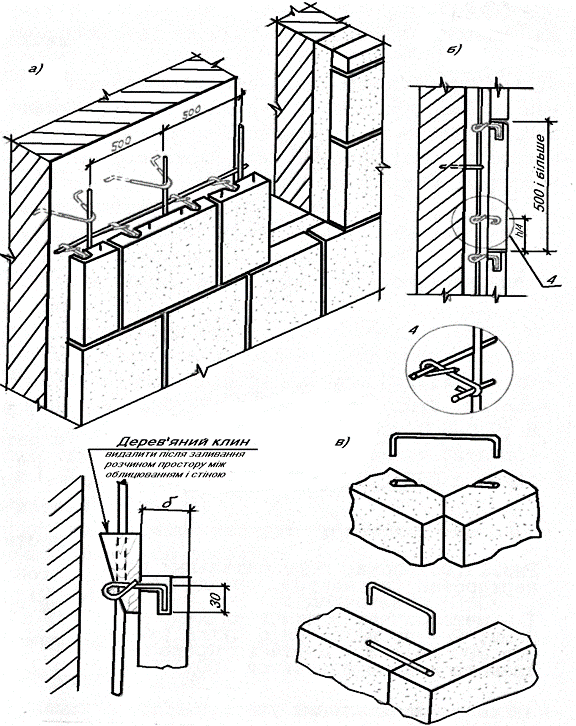 а)
б)
500
500
500 і більше
h/4
4
4
Дерев'яний клин
видалити після заливання
розчином простору між
облицюванням і стіною
в)
б
30